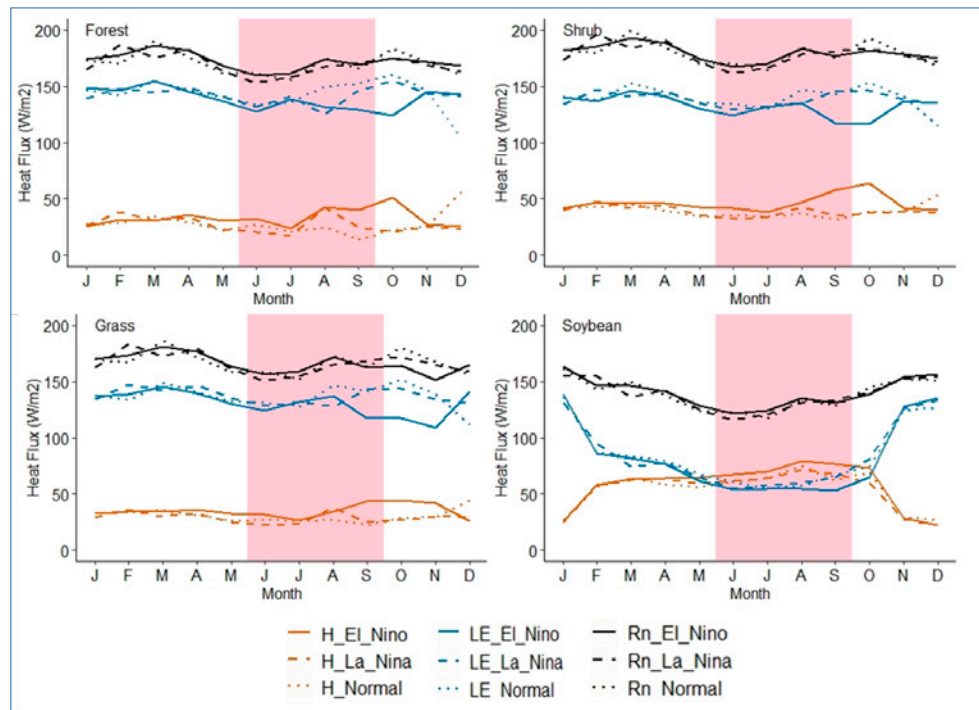 Forest
Heat Flux (W/m2)
200
150
100
50
0
J F M A M J J A S O N D
Month
Shrub
Heat Flux (W/m2)
200
150
100
50
0
J F M A M J J A S O N D
Month
Grass
Heat Flux (W/m2)
200
150
100
50
0
J F M A M J J A S O N D
Month
Soybean
Heat Flux (W/m2)
200
150
100
50
0
J F M A M J J A S O N D
Month
H_El_Nino LE_El_Nino Rn_El_Nino
H_La_Nina LE_La_Nina Rn_La_Nina
H_Normal LE_Normal Rn_Normal